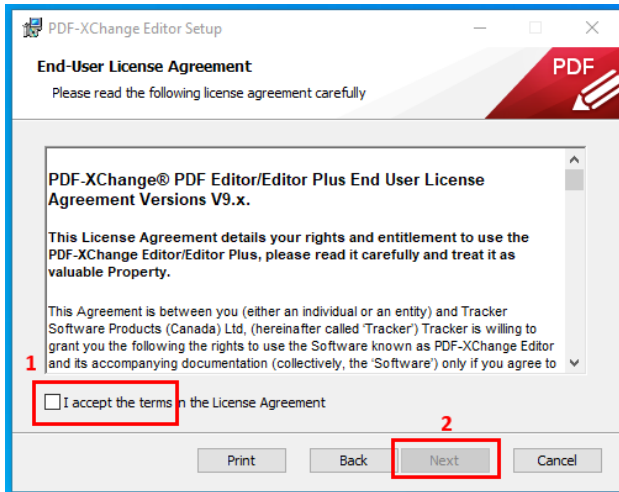 PDF-XChange Editor Setup
End-User License Agreement
Please read the following license agreement carefully
PDF
PDF-XChange® PDF Editor/Editor Plus End User License
Agreement Versions V9.x.
This License Agreement details your rights and entitlement to use the
PDF-XChange Editor/Editor Plus, please read it carefully and treat it as
valuable Property.
This Agreement is between you (either an individual or an entity) and Tracker
Software Products (Canada) Ltd, (hereinafter called 'Tracker') Tracker is willing to
grant you the following the rights to use the Software known as PDF-XChange Editor
and its accompanying documentation (collectively, the 'Software') only if you agree to
1
I accept the terms in the License Agreement
2
Print Back Next Cancel